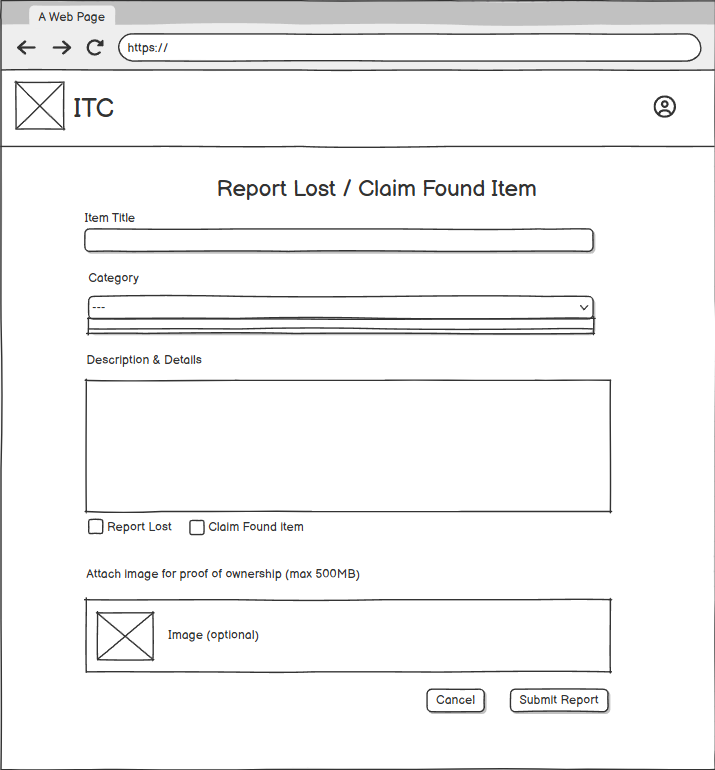 A Web Page
https://
ITC
Report Lost / Claim Found Item
Item Title
Category
---
Description & Details
Report Lost Claim Found item
Attach image for proof of ownership (max 500MB)
Image (optional)
Cancel Submit Report